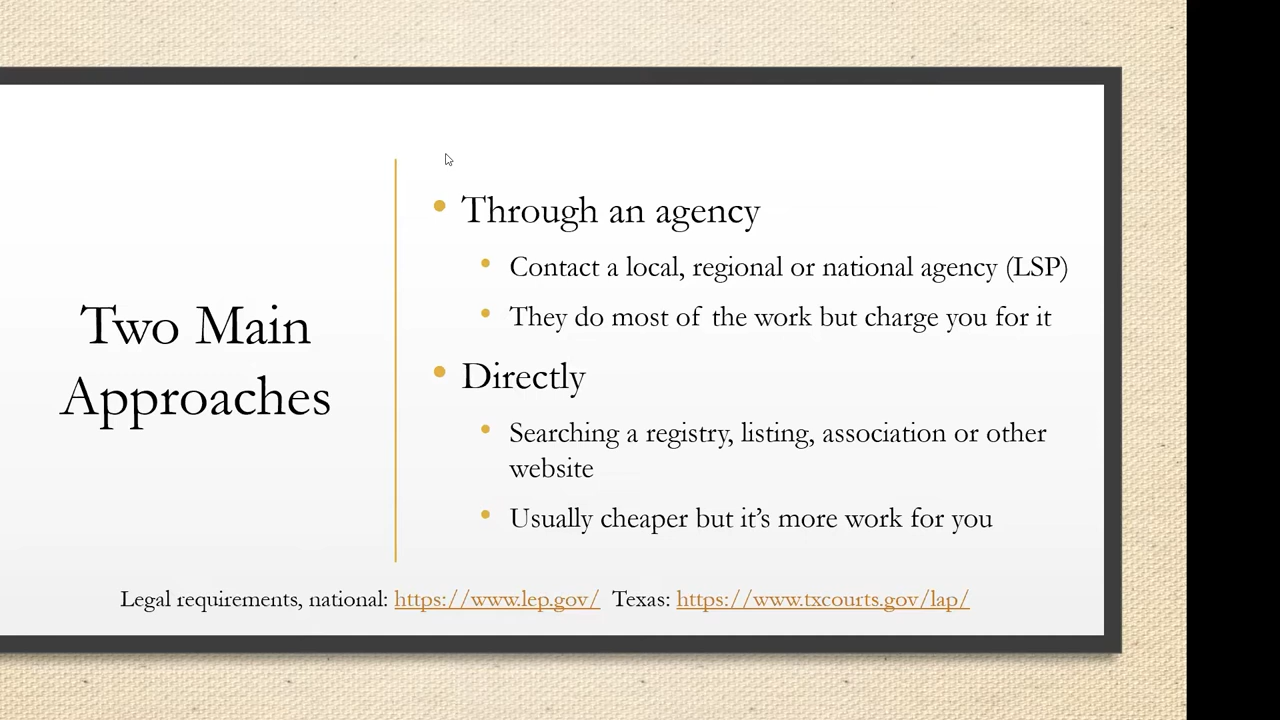 Two Main
Approaches
Through an agency
Contact a local, regional or national agency (LSP)
They do most of the work but charge you for it
Directly
Searching a registry, listing, association or other
website
Usually cheaper but it’s more work for you
Legal requirements, national: https://www.lep.gov/ Texas: https://www.txcourts.gov/lap/